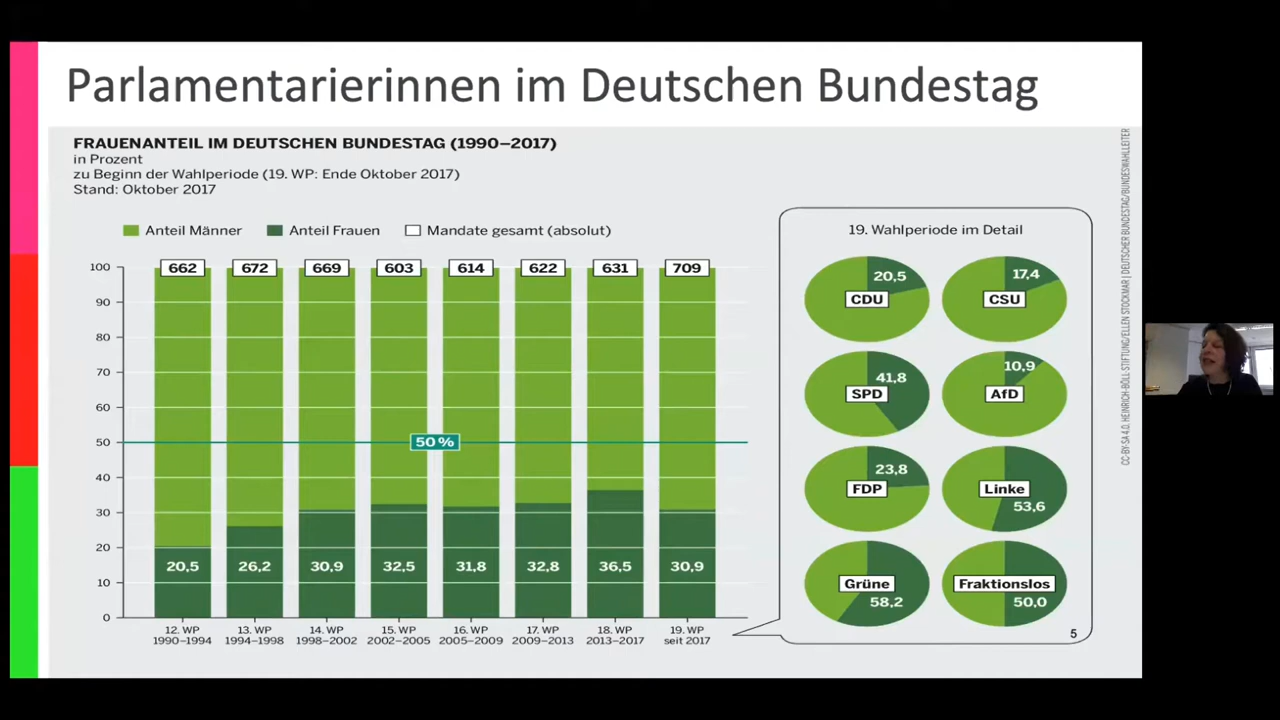 Parlamentarierinnen im Deutschen Bundestag
FRAUENANTEIL IM DEUTSCHEN BUNDESTAG (1990–2017)
in Prozent
zu Beginn der Wahlperiode (19. WP: Ende Oktober 2017)
Stand: Oktober 2017
Anteil Männer
Anteil Frauen
Mandate gesamt (absolut)
662 672 669 603 614 622 631 709
100
90
80
70
60
50
50 %
40
30
20
10
0
20,5 26,2 30,9 32,5 31,8 32,8 36,5 30,9
12. WP 13. WP 14. WP 15. WP 16. WP 17. WP 18. WP 19. WP
1990–1994 1994–1998 1998–2002 2002–2005 2005–2009 2009–2013 2013–2017 seit 2017
19. Wahlperiode im Detail
20,5
CDU
17,4
CSU
41,8
SPD
10,9
AfD
23,8
FDP
Linke
53,6
Grüne
58,2
Fraktionslos
50,0
5
CC-BY-SA 4.0, HEINRICH-BÖLL-STIFTUNG/ELLEN STOCKMAR | DEUTSCHER BUNDESTAG/BUNDESWAHLLEITER